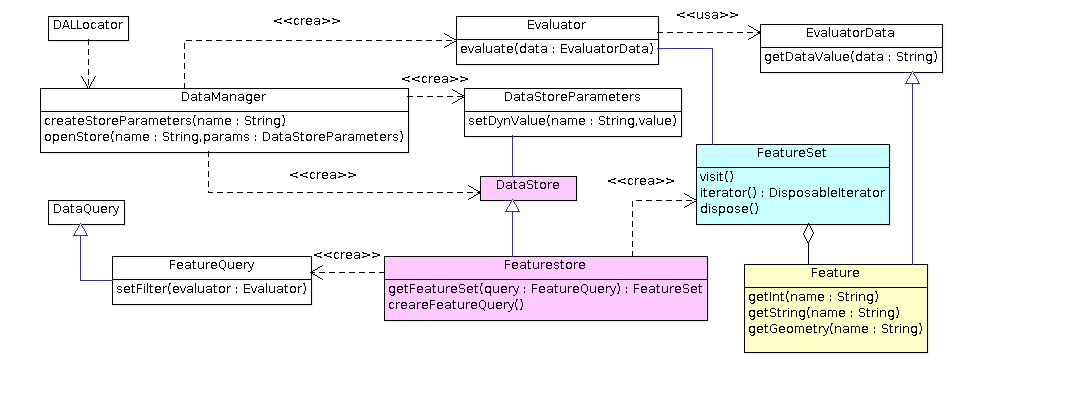 <<crea>>
<<usa>>
DALLocator
Evaluator
evaluate(data : EvaluatorData)
EvaluatorData
getDataValue(data : String)
<<crea>>
DataManager
createStoreParameters(name : String)
openStore(name : String,params : DataStoreParameters)
DataStoreParameters
setDynValue(name : String,value)
FeatureSet
visit()
iterator() : DisposableIterator
dispose()
<<crea>>
DataStore
<<crea>>
DataQuery
<<crea>>
FeatureQuery
setFilter(evaluator : Evaluator)
Featurestore
getFeatureSet(query : FeatureQuery) : FeatureSet
creareFeatureQuery()
Feature
getInt(name : String)
getString(name : String)
getGeometry(name : String)